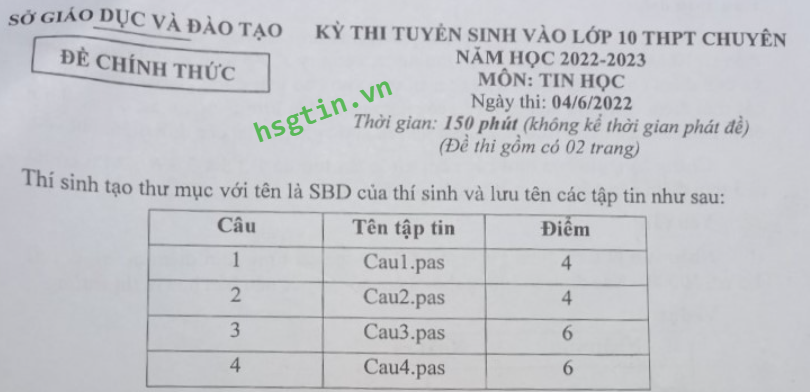 SỞ GIÁO DỤC VÀ ĐÀO TẠO
ĐỀ CHÍNH THỨC
KỲ THI TUYỂN SINH VÀO LỚP 10 THPT CHUYÊN
NĂM HỌC 2022-2023
MÔN: TIN HỌC
Ngày thi: 04/6/2022
Thời gian: 150 phút (không kể thời gian phát đề)
(Đề thi gồm có 02 trang)
hsgtin.vn
Thí sinh tạo thư mục với tên là SBD của thí sinh và lưu tên các tập tin như sau:
Câu Tên tập tin Điểm
1 Cau1.pas 4
2 Cau2.pas 4
3 Cau3.pas 6
4 Cau4.pas 6